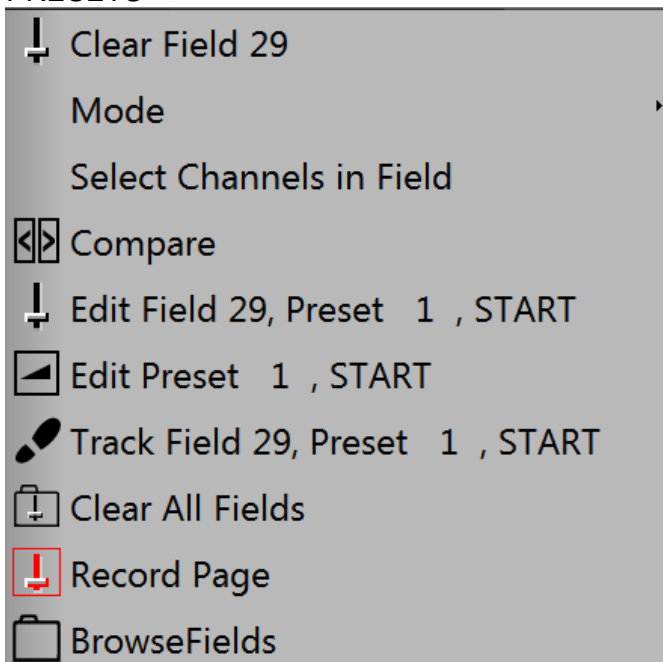 Clear Field 29
Mode
Select Channels in Field
Compare
Edit Field 29, Preset 1 , START
Edit Preset 1 , START
Track Field 29, Preset 1 , START
Clear All Fields
Record Page
BrowseFields